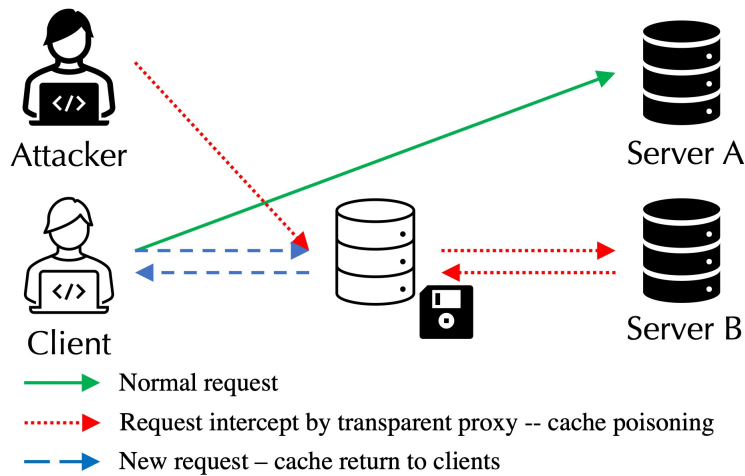 </> 
Attacker
Server A
</>
Client
Server B
Normal request
Request intercept by transparent proxy -- cache poisoning
New request – cache return to clients